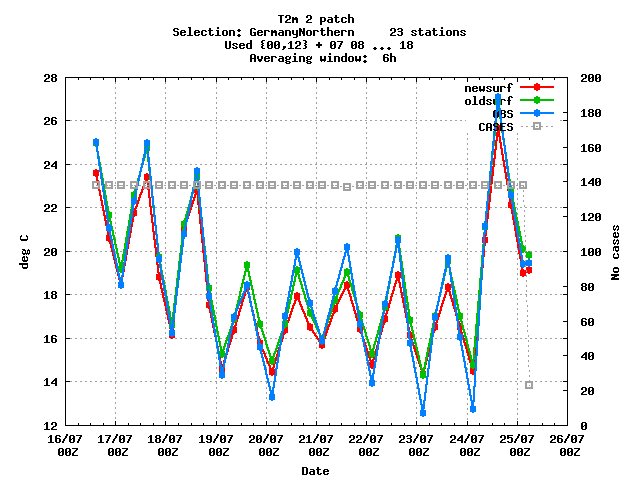 T2m 2 patch
Selection: GermanyNorthern 23 stations
Used {00,12} + 07 08 ... 18
Averaging window: 6h
newsurf
oldsurf
OBS
CASES
28
26
24
22
20
18
16
14
12
deg C
200
180
160
140
120
100
80
60
40
20
0
No cases
16/07 17/07 18/07 19/07 20/07 21/07 22/07 23/07 24/07 25/07 26/07
00Z 00Z 00Z 00Z 00Z 00Z 00Z 00Z 00Z 00Z 00Z
Date